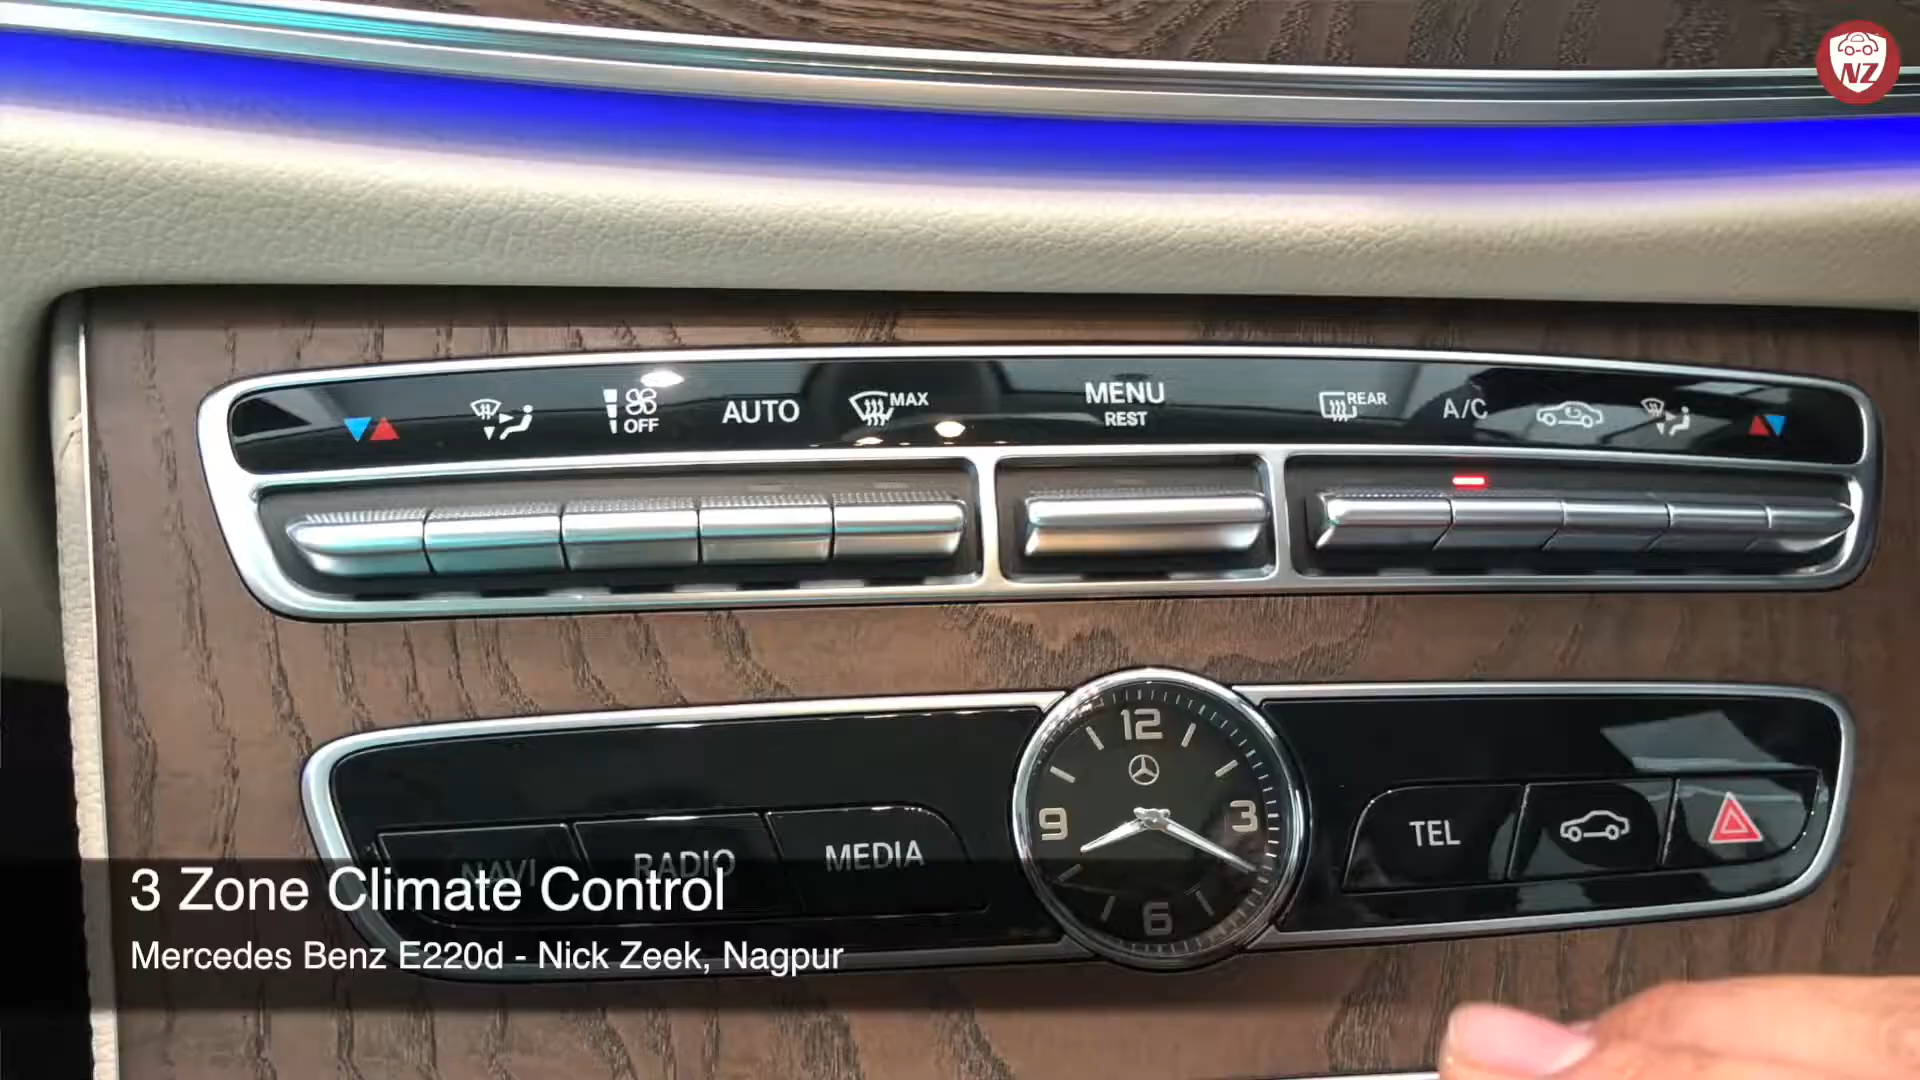 NZ
OFF
AUTO
MAX
MENU
REST
REAR
A/C
12
9
3
6
NAVI
RADIO
MEDIA
TEL
3 Zone Climate Control
Mercedes Benz E220d - Nick Zeek, Nagpur